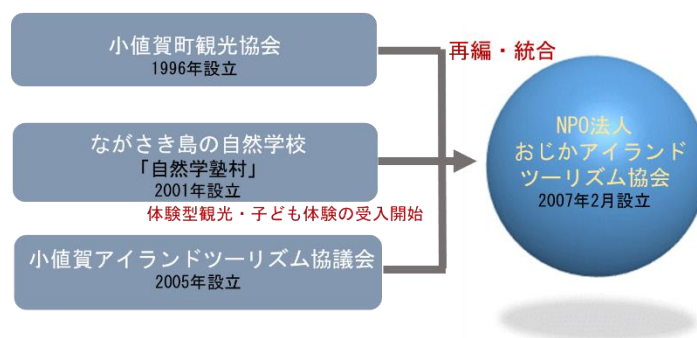 小値賀町観光協会
1996年設立
ながさき島の自然学校
「自然学塾村」
2001年設立
体験型観光・子ども体験の受入開始
小値賀アイランドツーリズム協議会
2005年設立
再編・統合
NPO法人
おぢかアイランド
ツーリズム協会
2007年2月設立